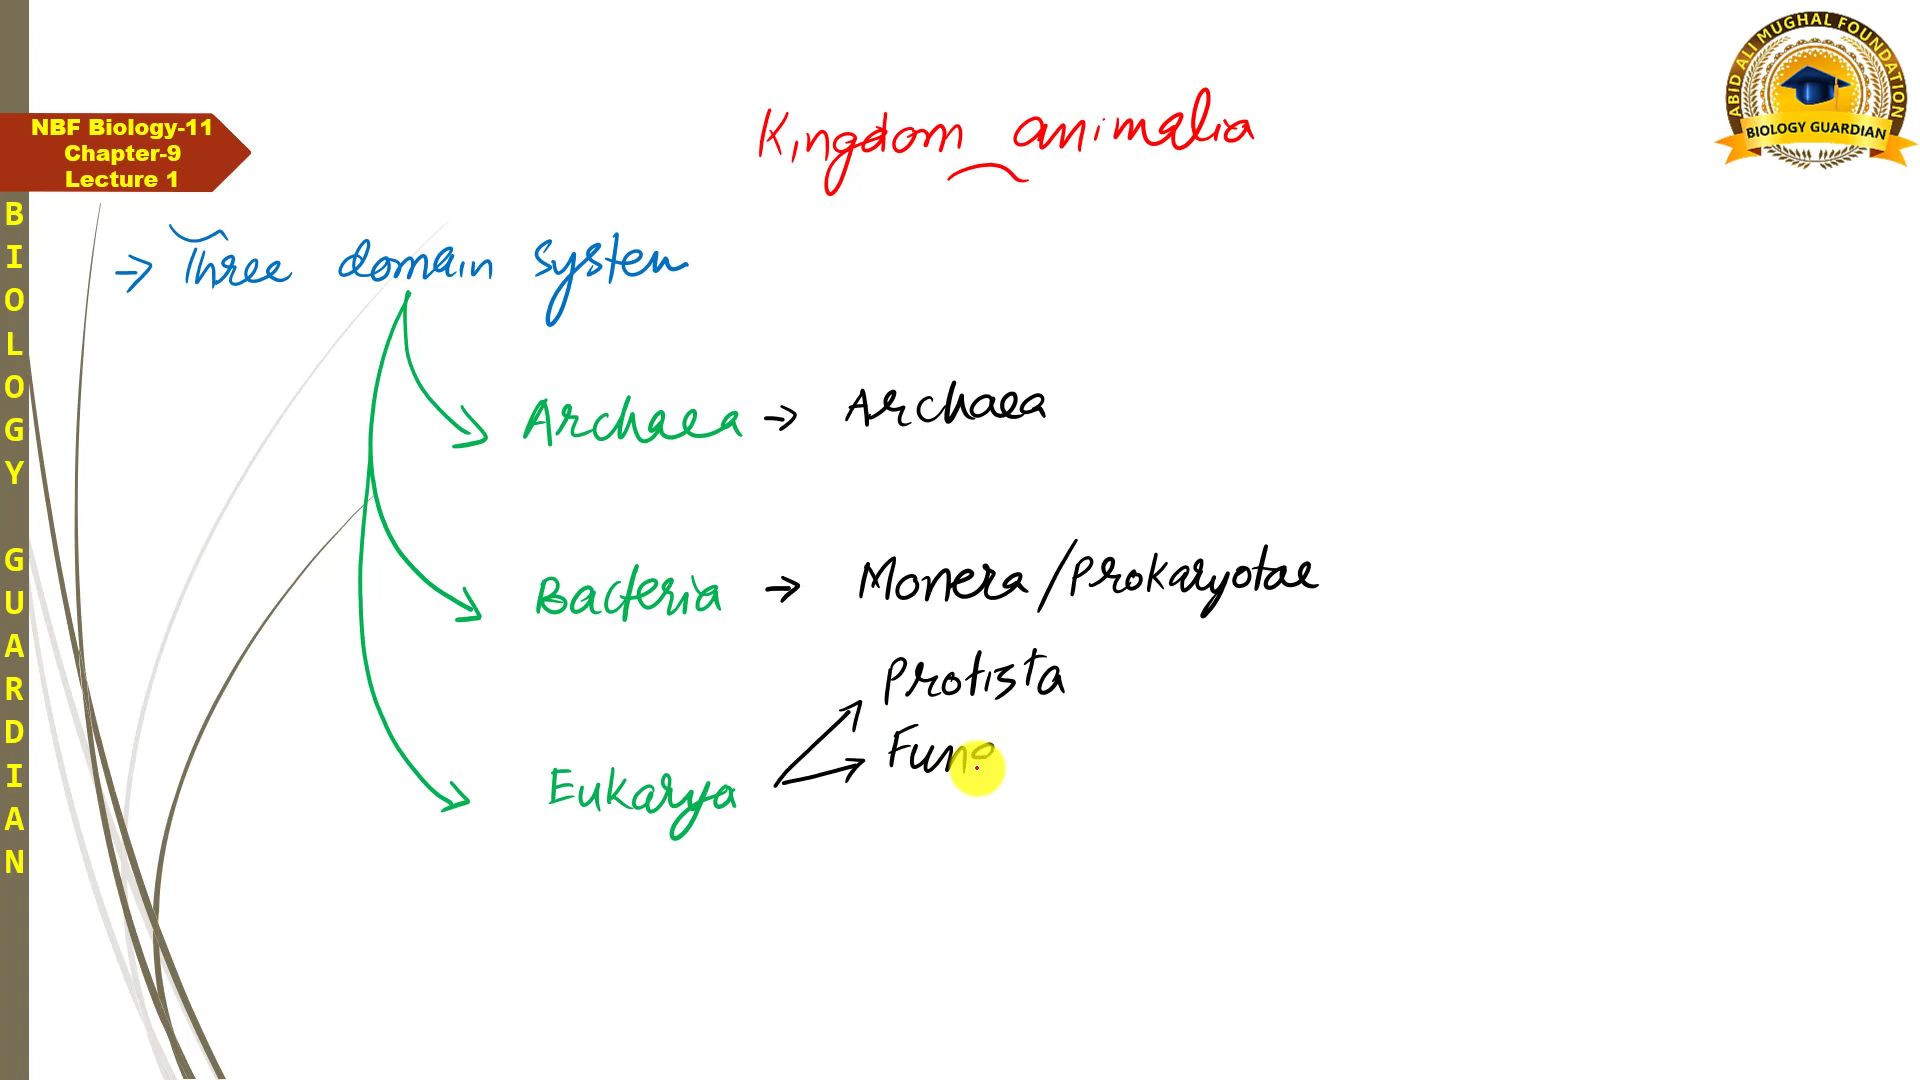 ABID ALI MUGHAL FOUNDATION
BIOLOGY GUARDIAN
NBF Biology-11
Chapter-9
Lecture 1
Kingdom animalia
BIOLOGY GUARDIAN
→ Three domain system
Archaea → Archaea
Bacteria → Monera/Prokaryotae
Protista
Fung
Eukarya